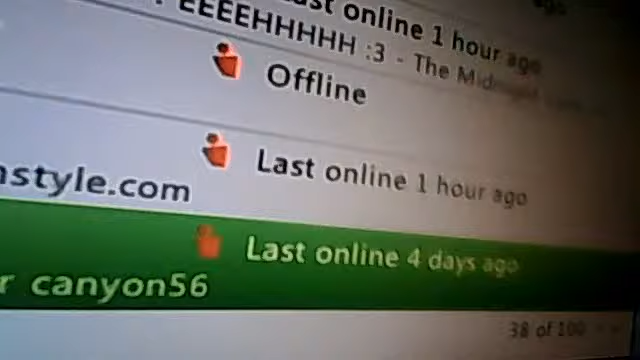 Last online 1 hour ago
EEEEHHHHH :3 - The
Offline
Last online 1 hour ago
nstyle.com
Last online 4 days ago
r canyon56
38 of 100